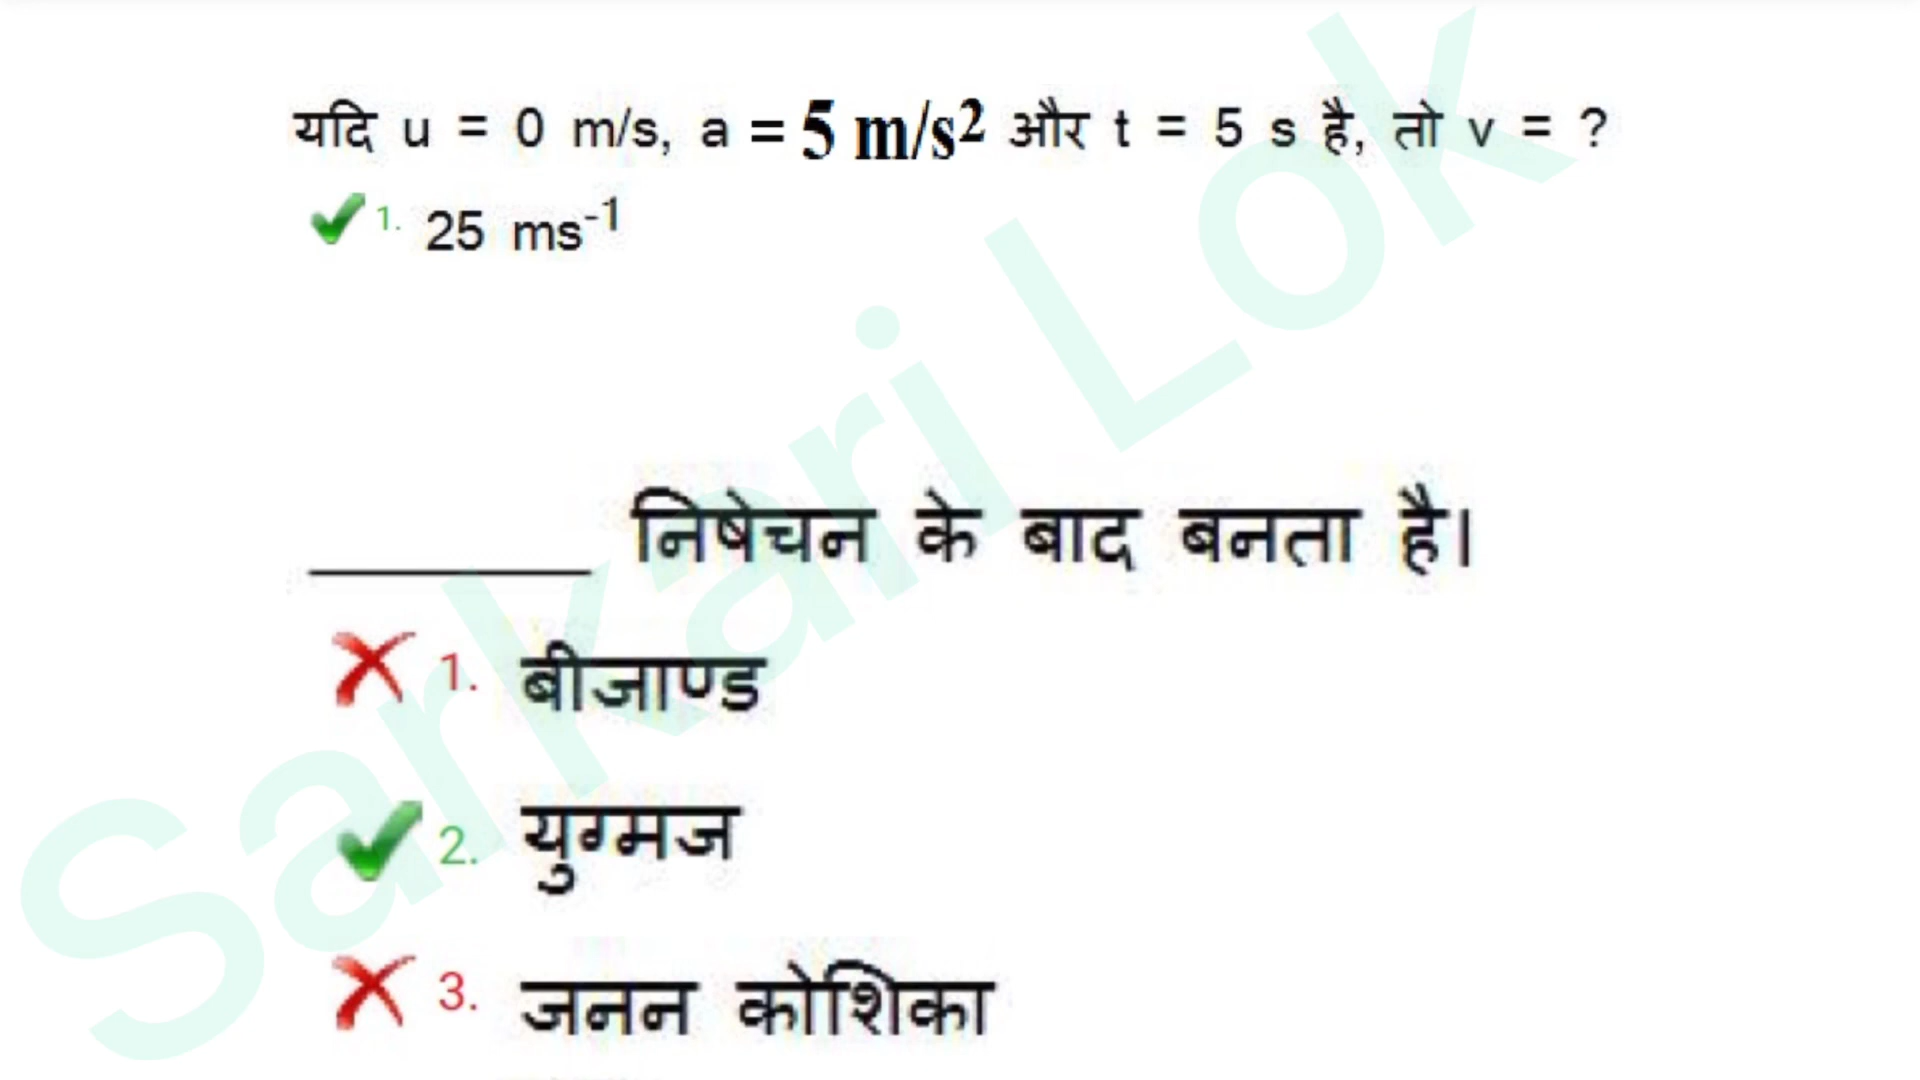 यदि u = 0 m/s, a = 5 m/s2 और t = 5 s है, तो v = ?
1. 25 ms-1
________ निषेचन के बाद बनता है।
1. बीजाण्ड
2. युग्मज
3. जनन कोशिका
Sarkari Lok